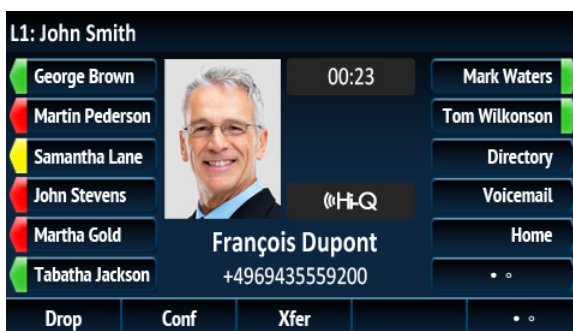 L1: John Smith
George Brown
00:23
Mark Waters
Martin Pederson
Tom Wilkonson
Samantha Lane
Directory
John Stevens
Hi-Q
Voicemail
Martha Gold
François Dupont
Home
Tabatha Jackson
+4969435559200
Drop Conf Xfer